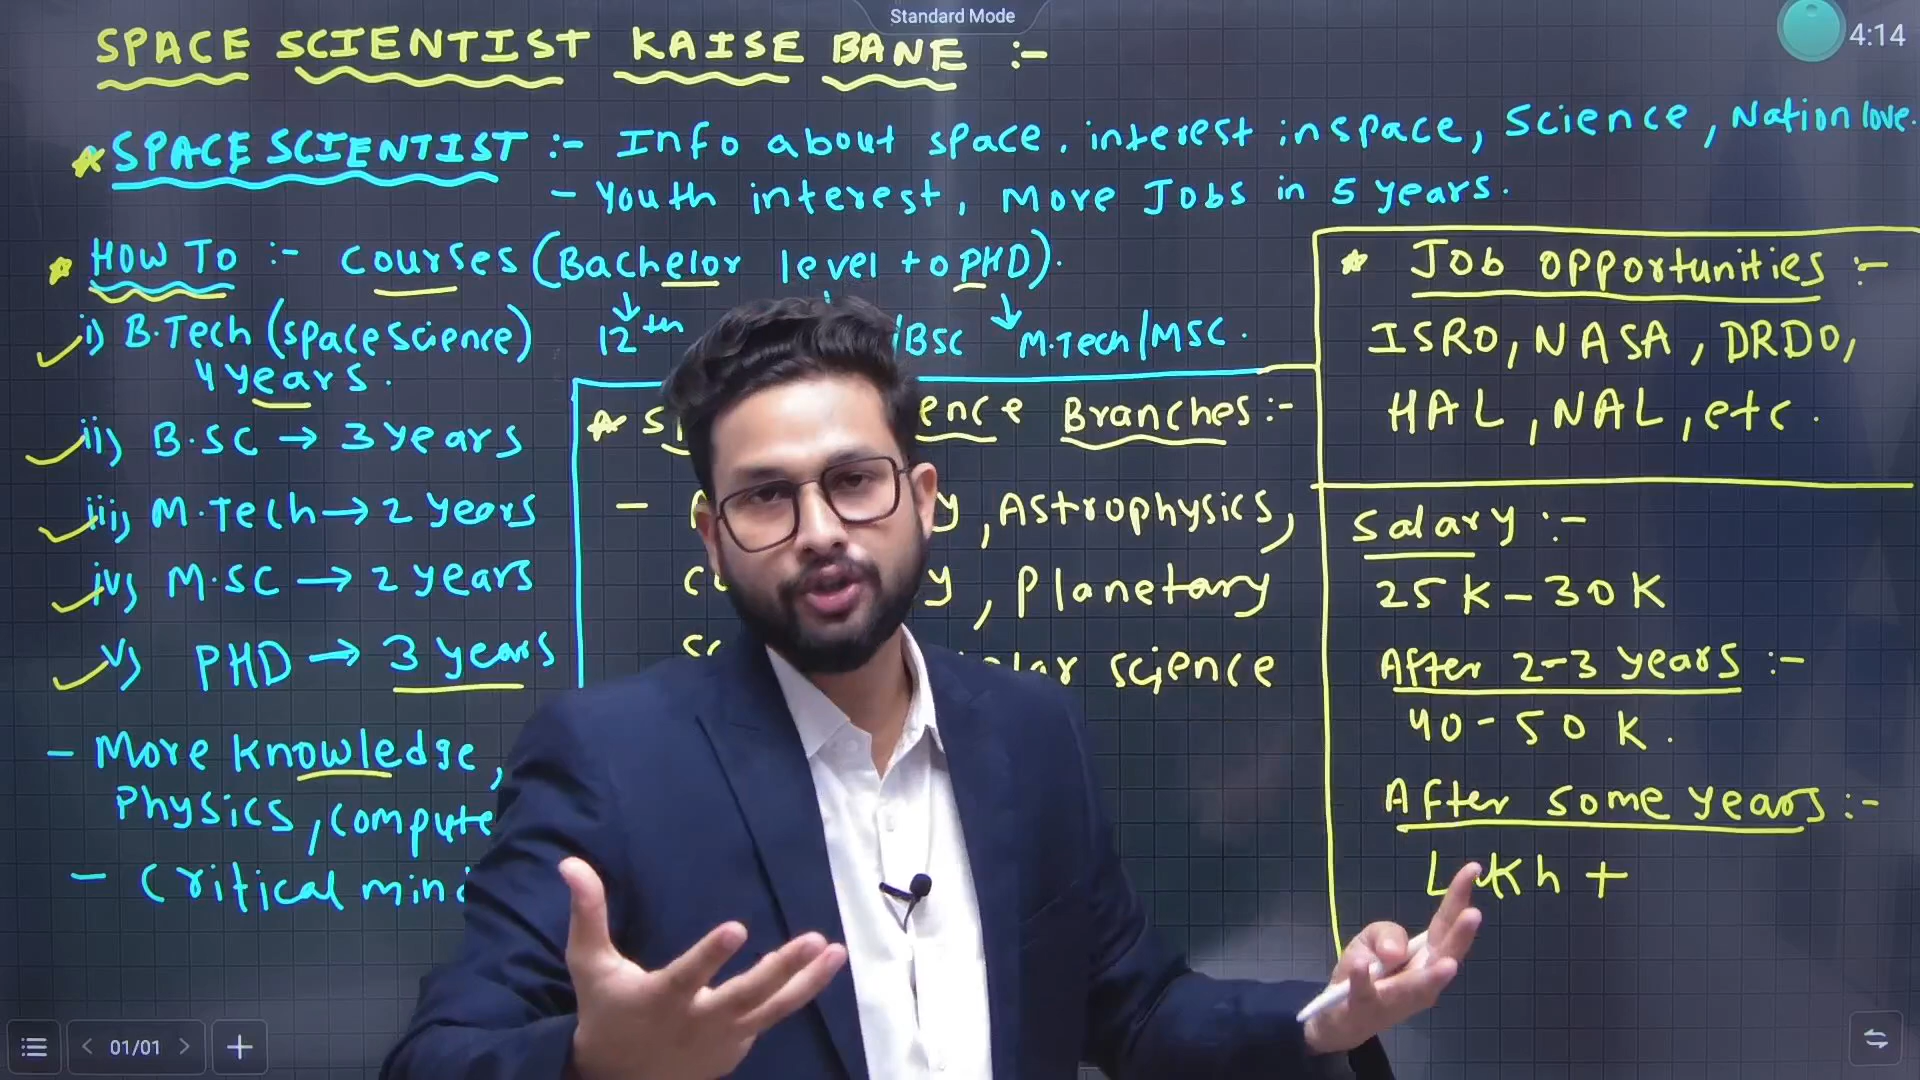 Standard Mode
4:14
SPACE SCIENTIST KAISE BANE :-
SPACE SCIENTIST :- Info about space, interest in space, Science, Nation love.
- Youth interest, More Jobs in 5 years.
HOW TO :- Courses (Bachelor level to PHD).
12th /BSC M.Tech/MSC.
i) B.Tech (space science)
4 years.
ii) B.SC → 3 years
iii) M.Tech → 2 years
iv) M.SC → 2 years
v) PHD → 3 years
- More knowledge,
Physics,
- Critical
Branches :-
- , Astrophysics,
, Planetary
science
Job opportunities :-
ISRO, NASA, DRDO,
HAL, NAL, etc.
Salary :-
25K - 30K
After 2-3 years :-
40-50 K.
After some years :-
Lakh +
01/01